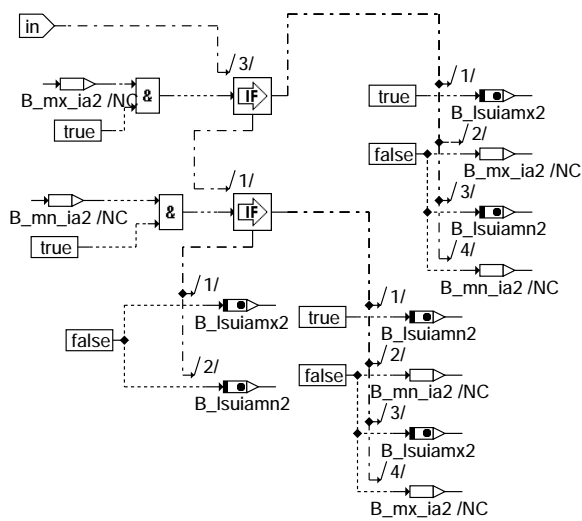 in
3/
1/
B_mx_ia2 /NC
&
IF
true
B_lsuiamx2
true
2/
false
B_mx_ia2 /NC
1/
3/
B_mn_ia2 /NC
&
IF
B_lsuiamn2
true
4/
B_mn_ia2 /NC
1/
1/
B_lsuiamx2
true
B_lsuiamn2
false
2/
2/
false
B_mn_ia2 /NC
B_lsuiamn2
3/
B_lsuiamx2
4/
B_mx_ia2 /NC